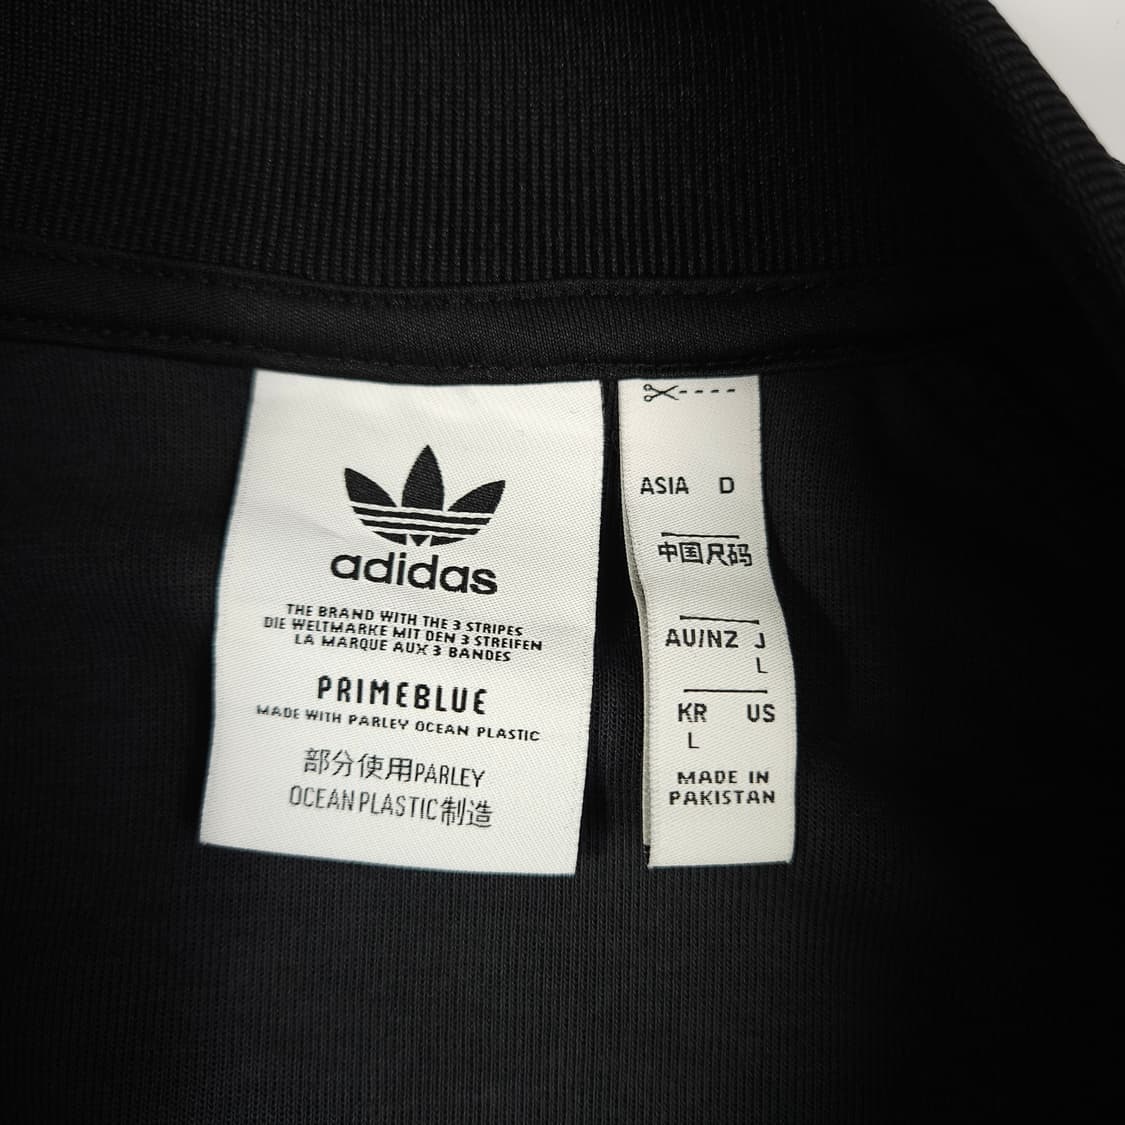 adidas
THE BRAND WITH THE 3 STRIPES
DIE WELTMARKE MIT DEN 3 STREIFEN
LA MARQUE AUX 3 BANDES
PRIMEBLUE
MADE WITH PARLEY OCEAN PLASTIC
部分使用PARLEY
OCEAN PLASTIC制造
ASIA D
中国尺码
AU/NZ J
L
KR US
L
MADE IN
PAKISTAN